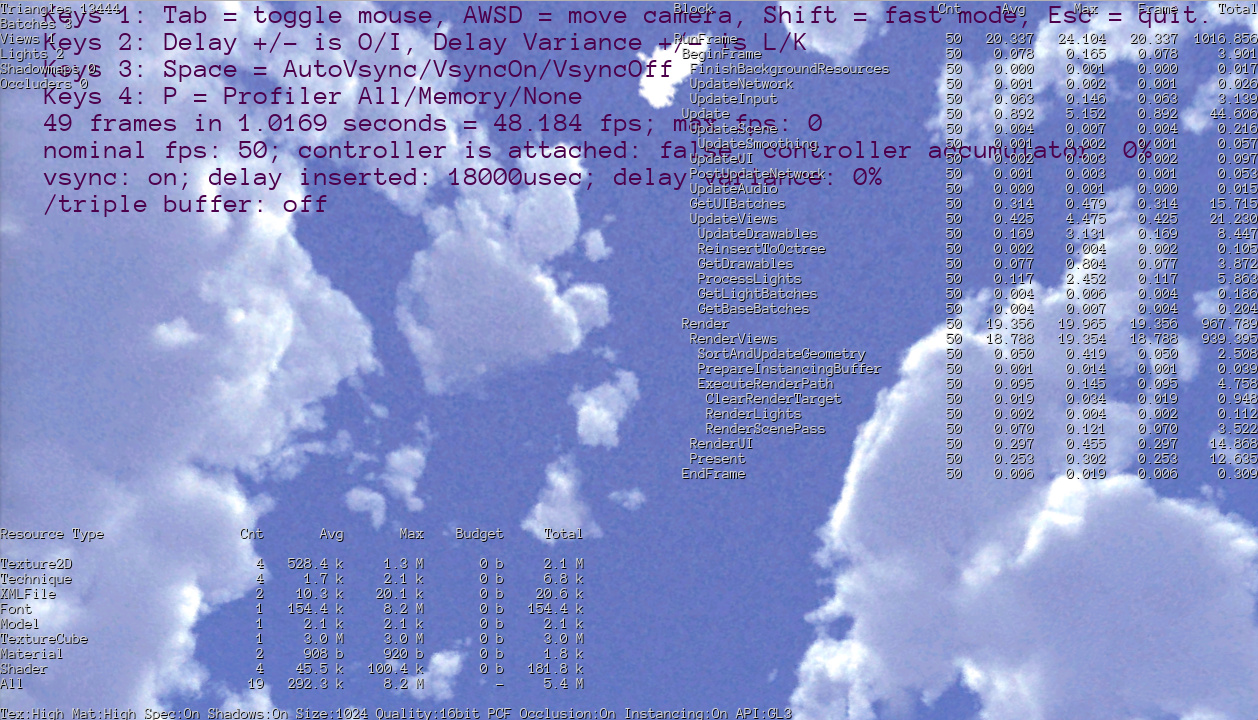 Triangles 13444
Batches 3
Views 1
Lights 2
Shadowmaps 0
Occluders 0
Keys 1: Tab = toggle mouse, AWSD = move camera, Shift = fast mode, Esc = quit.
Keys 2: Delay +/- is O/I, Delay Variance +/- is L/K
Keys 3: Space = AutoVsync/VsyncOn/VsyncOff
Keys 4: P = Profiler All/Memory/None
49 frames in 1.0169 seconds = 48.184 fps; max fps: 0
nominal fps: 50; controller is attached: false; controller accumulator: 0%
vsync: on; delay inserted: 18000usec; delay variance: 0%
/triple buffer: off
Block Cnt Avg Max Frame Total
RunFrame 50 20.337 24.104 20.337 1016.856
BeginFrame 50 0.078 0.165 0.078 3.901
FinishBackgroundResources 50 0.000 0.001 0.000 0.017
UpdateNetwork 50 0.001 0.002 0.001 0.026
UpdateInput 50 0.063 0.146 0.063 3.139
Update 50 0.892 5.152 0.892 44.606
UpdateScene 50 0.004 0.007 0.004 0.216
UpdateSmoothing 50 0.001 0.001 0.001 0.057
UpdateUI 50 0.002 0.003 0.002 0.097
PostUpdateNetwork 50 0.001 0.003 0.001 0.053
UpdateAudio 50 0.000 0.001 0.000 0.015
GetUIBatches 50 0.314 0.479 0.314 15.715
UpdateViews 50 0.425 4.475 0.425 21.230
UpdateDrawables 50 0.169 3.131 0.169 8.447
ReinsertToOctree 50 0.002 0.004 0.002 0.105
GetDrawables 50 0.077 0.804 0.077 3.872
ProcessLights 50 0.117 2.452 0.117 5.863
GetLightBatches 50 0.004 0.006 0.004 0.186
GetBaseBatches 50 0.004 0.007 0.004 0.204
Render 50 19.356 19.965 19.356 967.789
RenderViews 50 18.788 19.354 18.788 939.395
SortAndUpdateGeometry 50 0.050 0.419 0.050 2.508
PrepareInstancingBuffer 50 0.001 0.014 0.001 0.039
ExecuteRenderPath 50 0.095 0.145 0.095 4.758
ClearRenderTarget 50 0.019 0.034 0.019 0.948
RenderLights 50 0.002 0.004 0.002 0.112
RenderScenePass 50 0.070 0.121 0.070 3.522
RenderUI 50 0.297 0.455 0.297 14.868
Present 50 0.253 0.302 0.253 12.635
EndFrame 50 0.006 0.019 0.006 0.309
Resource Type Cnt Avg Max Budget Total
Texture2D 4 528.4 k 1.3 M 0 b 2.1 M
Technique 4 1.7 k 2.1 k 0 b 6.8 k
XMLFile 2 10.3 k 20.1 k 0 b 20.6 k
Font 1 154.4 k 8.2 M 0 b 154.4 k
Model 1 2.1 k 2.1 k 0 b 2.1 k
TextureCube 1 3.0 M 3.0 M 0 b 3.0 M
Material 2 908 b 920 b 0 b 1.8 k
Shader 4 45.5 k 100.4 k 0 b 181.8 k
All 19 292.3 k 8.2 M - 5.4 M
Tex:High Mat:High Spec:On Shadows:On Size:1024 Quality:16bit PCF Occlusion:On Instancing:On API:GL3